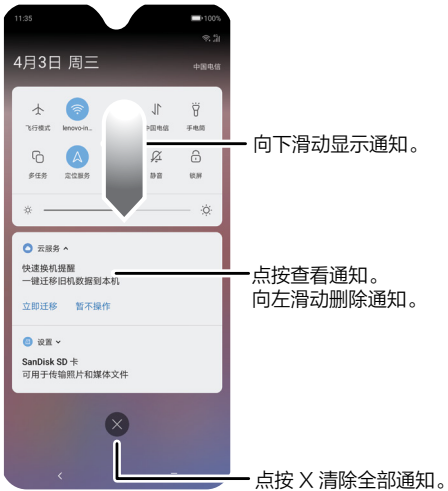 11:35
100%
4月3日 周三
中国电信
飞行模式
lenovo-in...
中国电信
手电筒
多任务
定位服务
静音
锁屏
向下滑动显示通知。
云服务
快速换机提醒
一键迁移旧机数据到本机
立即迁移 暂不操作
点按查看通知。
向左滑动删除通知。
设置
SanDisk SD 卡
可用于传输照片和媒体文件
点按 X 清除全部通知。